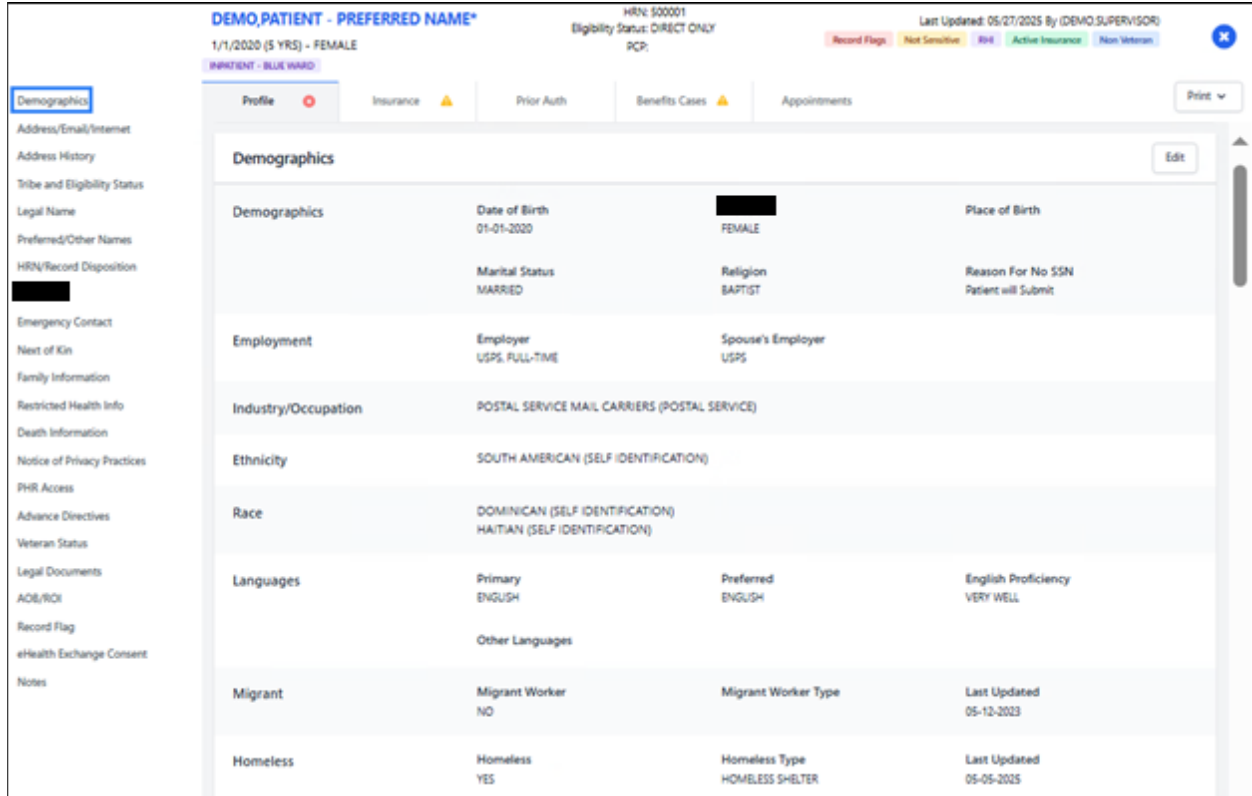 DEMO,PATIENT - PREFERRED NAME*
1/1/2020 (5 YRS) - FEMALE
INPATIENT - BLUE WARD
HRN: S00001
Eligibility Status: DIRECT ONLY
PCP:
Last Updated: 05/27/2025 By (DEMO.SUPERVISOR)
Record Flags Not Sensitive RHI Active Insurance Non Veteran
Demographics
Address/Email/Internet
Address History
Tribe and Eligibility Status
Legal Name
Preferred/Other Names
HRN/Record Disposition
Emergency Contact
Next of Kin
Family Information
Restricted Health Info
Death Information
Notice of Privacy Practices
PHR Access
Advance Directives
Veteran Status
Legal Documents
AOB/ROI
Record Flag
eHealth Exchange Consent
Notes
Profile Insurance Prior Auth Benefits Cases Appointments
Print
Demographics
Edit
Demographics
Date of Birth Place of Birth
01-01-2020 FEMALE
Marital Status Religion Reason For No SSN
MARRIED BAPTIST Patient will Submit
Employment
Employer Spouse's Employer
USPS, FULL-TIME USPS
Industry/Occupation POSTAL SERVICE MAIL CARRIERS (POSTAL SERVICE)
Ethnicity SOUTH AMERICAN (SELF IDENTIFICATION)
Race DOMINICAN (SELF IDENTIFICATION)
HAITIAN (SELF IDENTIFICATION)
Languages
Primary Preferred English Proficiency
ENGLISH ENGLISH VERY WELL
Other Languages
Migrant
Migrant Worker Migrant Worker Type Last Updated
NO 05-12-2023
Homeless
Homeless Homeless Type Last Updated
YES HOMELESS SHELTER 05-05-2025